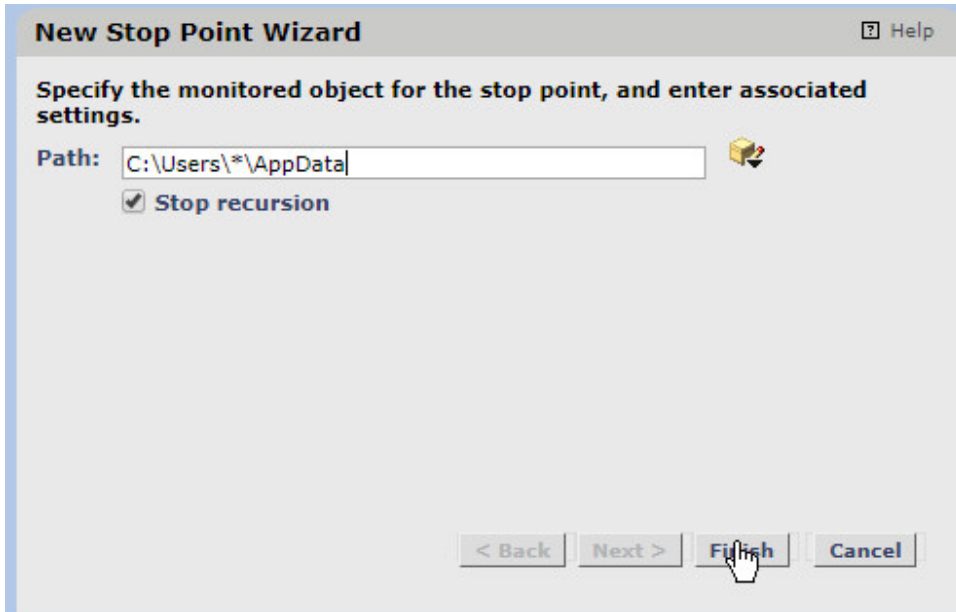 New Stop Point Wizard
? Help
Specify the monitored object for the stop point, and enter associated
settings.
Path: C:\Users\*\AppData
Stop recursion
< Back Next > Finish Cancel